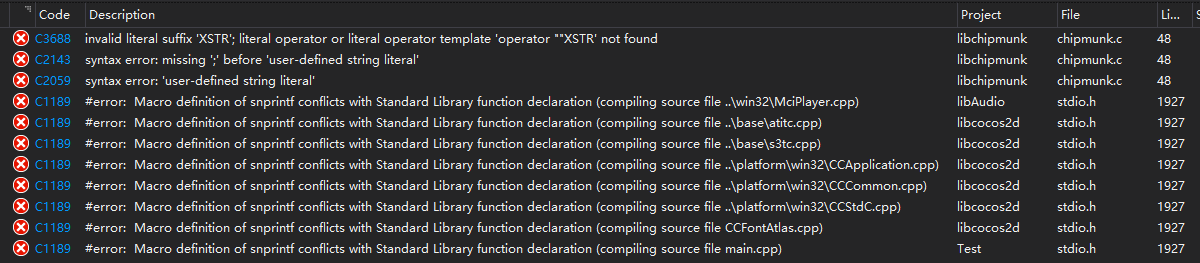 Code Description Project File Li... S
C3688 invalid literal suffix 'XSTR'; literal operator or literal operator template 'operator ""XSTR' not found libchipmunk chipmunk.c 48
C2143 syntax error: missing ';' before 'user-defined string literal' libchipmunk chipmunk.c 48
C2059 syntax error: 'user-defined string literal' libchipmunk chipmunk.c 48
C1189 #error: Macro definition of snprintf conflicts with Standard Library function declaration (compiling source file ..\win32\MciPlayer.cpp) libAudio stdio.h 1927
C1189 #error: Macro definition of snprintf conflicts with Standard Library function declaration (compiling source file ..\base\atitc.cpp) libcocos2d stdio.h 1927
C1189 #error: Macro definition of snprintf conflicts with Standard Library function declaration (compiling source file ..\base\s3tc.cpp) libcocos2d stdio.h 1927
C1189 #error: Macro definition of snprintf conflicts with Standard Library function declaration (compiling source file ..\platform\win32\CCApplication.cpp) libcocos2d stdio.h 1927
C1189 #error: Macro definition of snprintf conflicts with Standard Library function declaration (compiling source file ..\platform\win32\CCCommon.cpp) libcocos2d stdio.h 1927
C1189 #error: Macro definition of snprintf conflicts with Standard Library function declaration (compiling source file ..\platform\win32\CCStdC.cpp) libcocos2d stdio.h 1927
C1189 #error: Macro definition of snprintf conflicts with Standard Library function declaration (compiling source file CCFontAtlas.cpp) libcocos2d stdio.h 1927
C1189 #error: Macro definition of snprintf conflicts with Standard Library function declaration (compiling source file main.cpp) Test stdio.h 1927